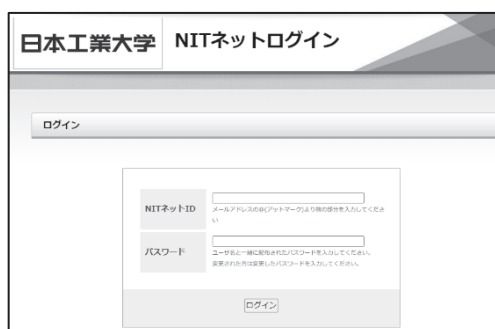 日本工業大学 NITネットログイン
ログイン
NITネットID
メールアドレスの@(アットマーク)より前の部分を入力してくださ
い
パスワード
ユーザ名と一緒に配布されたパスワードを入力してください。
変更された方は変更したパスワードを入力してください。
ログイン